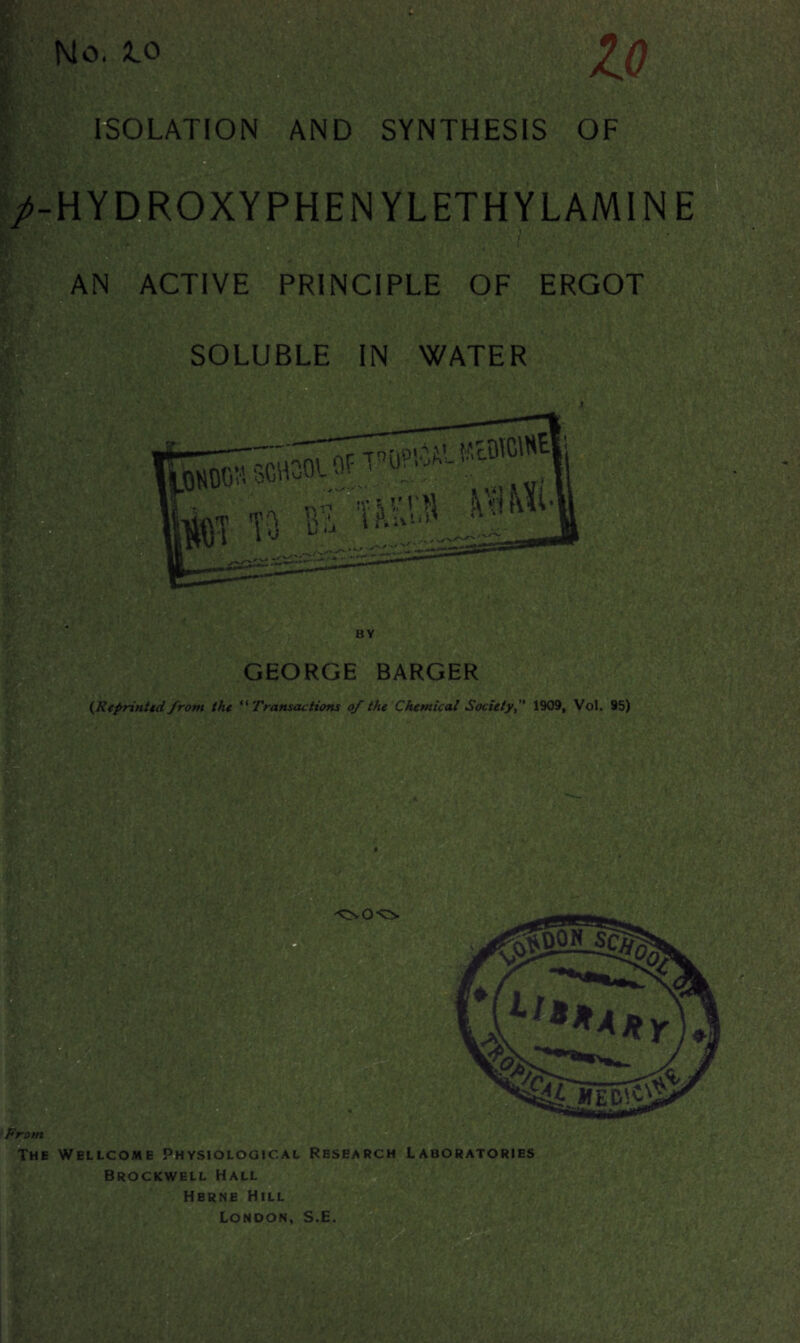 No. 20
20
ISOLATION AND SYNTHESIS OF
p-HYDROXYPHENYLETHYLAMINE
AN ACTIVE PRINCIPLE OF ERGOT
SOLUBLE IN WATER
LONDON SCHOOL OF TROPICAL MEDICINE
NOT TO BE TAKEN AWAY.
BY
GEORGE BARGER
(Reprinted from the "Transactions of the Chemical Society," 1909, Vol. 95)
LONDON SCHOOL OF
LIBRARY
TROPICAL MEDICINE
From
THE WELLCOME PHYSIOLOGICAL RESEARCH LABORATORIES
BROCKWELL HALL
HERNE HILL
LONDON, S.E.